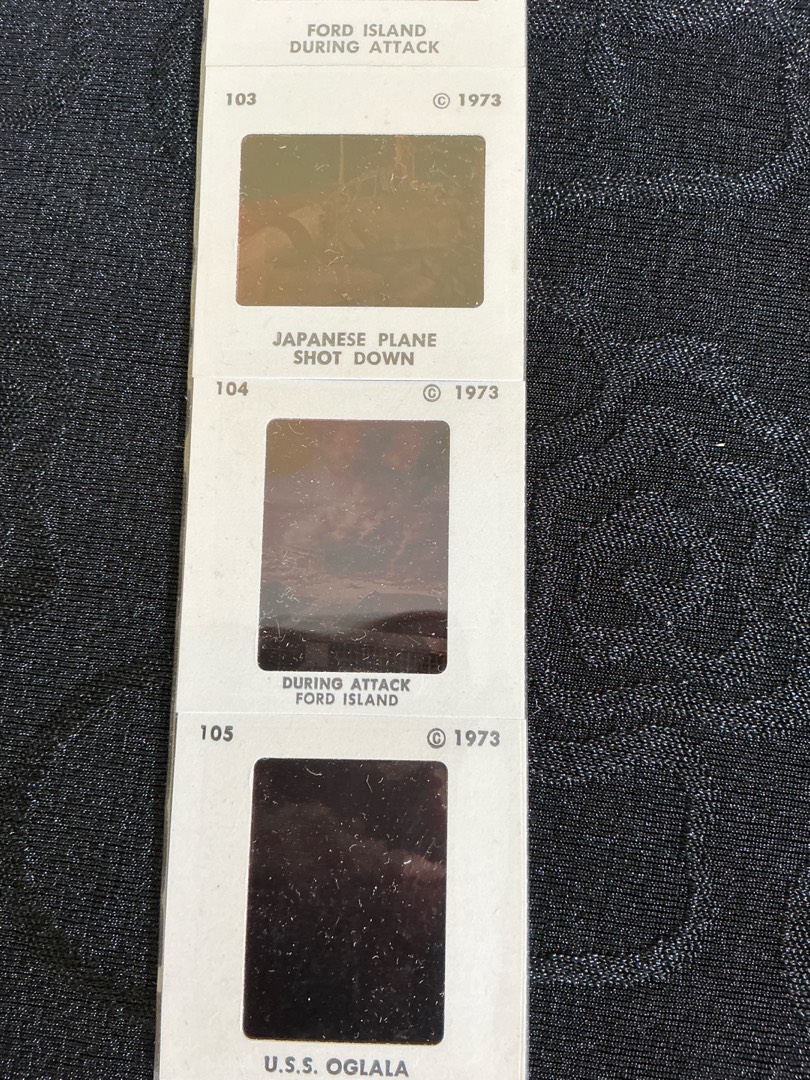 FORD ISLAND
DURING ATTACK
103 © 1973
JAPANESE PLANE
SHOT DOWN
104 © 1973
DURING ATTACK
FORD ISLAND
105 © 1973
U.S.S. OGLALA